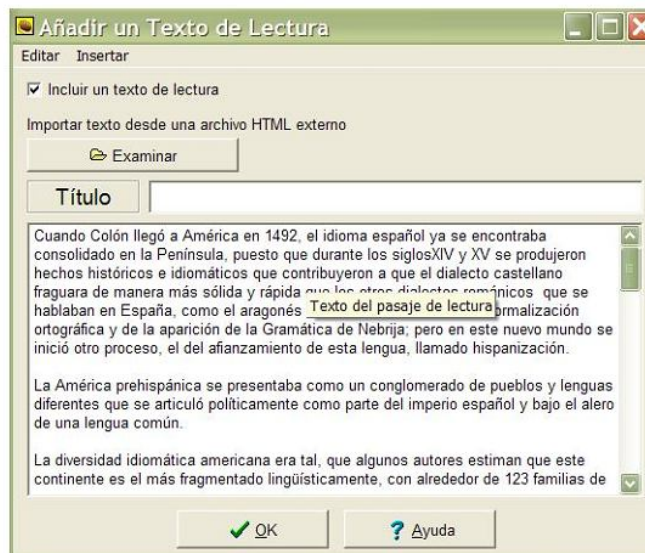 Añadir un Texto de Lectura
Editar Insertar
Incluir un texto de lectura
Importar texto desde una archivo HTML externo
Examinar
Título
Cuando Colón llegó a América en 1492, el idioma español ya se encontraba
consolidado en la Península, puesto que durante los siglosXIV y XV se produjeron
hechos históricos e idiomáticos que contribuyeron a que el dialecto castellano
fraguara de manera más sólida y rápida que los otros dialectos románicos que se
hablaban en España, como el aragonés
Texto del pasaje de lectura
ormalización
ortográfica y de la aparición de la Gramática de Nebrija; pero en este nuevo mundo se
inició otro proceso, el del afianzamiento de esta lengua, llamado hispanización.
La América prehispánica se presentaba como un conglomerado de pueblos y lenguas
diferentes que se articuló políticamente como parte del imperio español y bajo el alero
de una lengua común.
La diversidad idiomática americana era tal, que algunos autores estiman que este
continente es el más fragmentado lingüísticamente, con alrededor de 123 familias de
OK
Ayuda